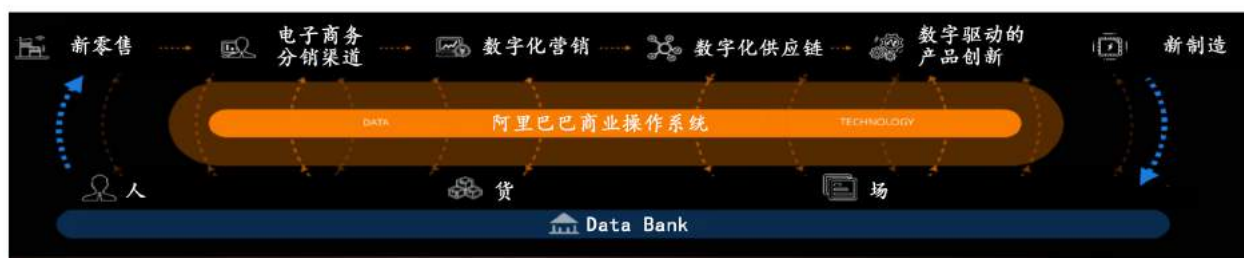 新零售
电子商务
分销渠道
数字化营销
数字化供应链
数字驱动的
产品创新
新制造
DATA
阿里巴巴商业操作系统
TECHNOLOGY
人
货
场
Data Bank